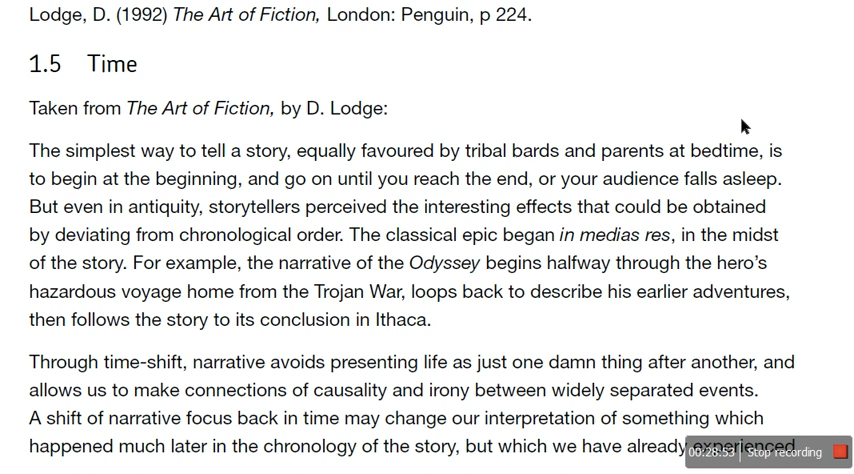 Lodge, D. (1992) The Art of Fiction, London: Penguin, p 224.
1.5 Time
Taken from The Art of Fiction, by D. Lodge:
The simplest way to tell a story, equally favoured by tribal bards and parents at bedtime, is
to begin at the beginning, and go on until you reach the end, or your audience falls asleep.
But even in antiquity, storytellers perceived the interesting effects that could be obtained
by deviating from chronological order. The classical epic began in medias res, in the midst
of the story. For example, the narrative of the Odyssey begins halfway through the hero's
hazardous voyage home from the Trojan War, loops back to describe his earlier adventures,
then follows the story to its conclusion in Ithaca.
Through time-shift, narrative avoids presenting life as just one damn thing after another, and
allows us to make connections of causality and irony between widely separated events.
A shift of narrative focus back in time may change our interpretation of something which
happened much later in the chronology of the story, but which we have already experienced
00:28:53 | Stop recording